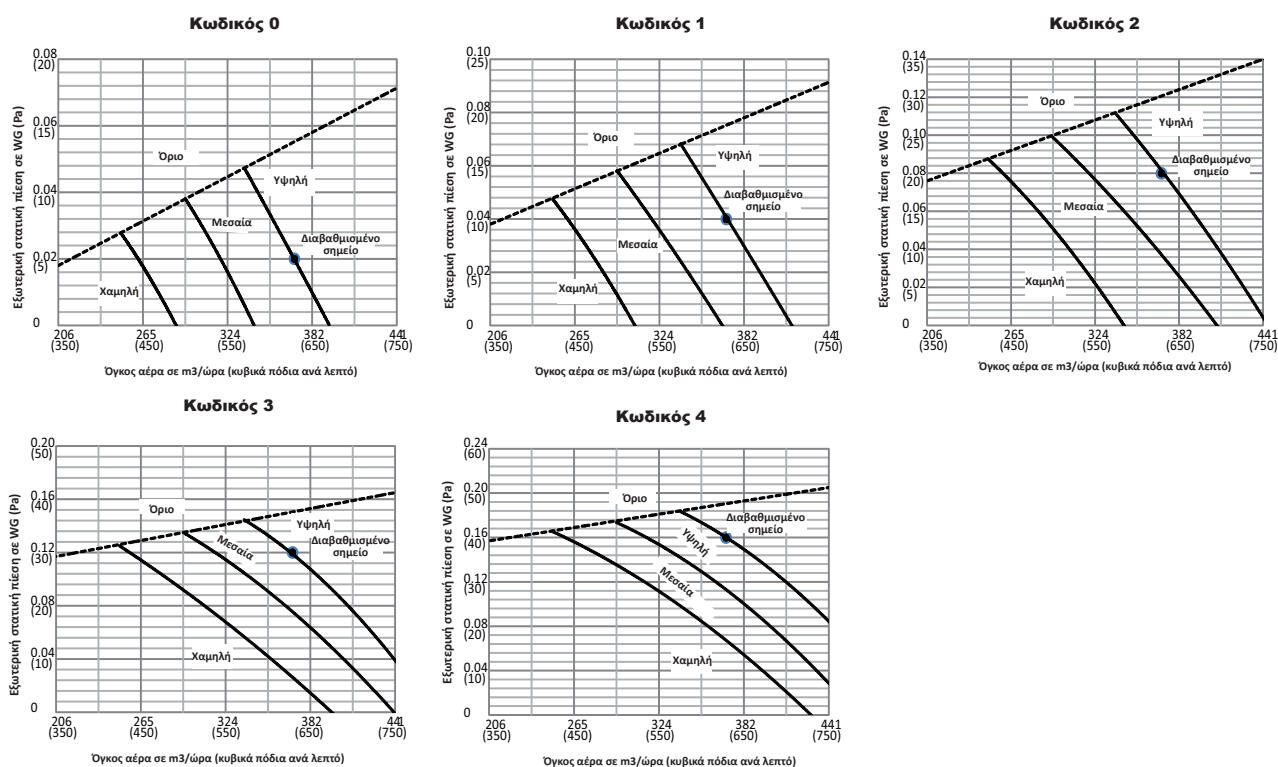 Κωδικός 0
Εξωτερική στατική πίεση σε WG (Pa)
0.08
(20)
0.06
(15)
0.04
(10)
0.02
(5)
0
Όριο
Υψηλή
Μεσαία
Διαβαθμισμένο
σημείο
Χαμηλή
206 265 324 382 441
(350) (450) (550) (650) (750)
Όγκος αέρα σε m3/ώρα (κυβικά πόδια ανά λεπτό)
Κωδικός 1
Εξωτερική στατική πίεση σε WG (Pa)
0.10
(25)
0.08
(20)
0.06
(15)
0.04
(10)
0.02
(5)
0
Όριο
Υψηλή
Διαβαθμισμένο
σημείο
Μεσαία
Χαμηλή
206 265 324 382 441
(350) (450) (550) (650) (750)
Όγκος αέρα σε m3/ώρα (κυβικά πόδια ανά λεπτό)
Κωδικός 2
Εξωτερική στατική πίεση σε WG (Pa)
0.14
(35)
0.12
(30)
0.10
(25)
0.08
(20)
0.06
(15)
0.04
(10)
0.02
(5)
0
Όριο
Υψηλή
Διαβαθμισμένο
σημείο
Μεσαία
Χαμηλή
206 265 324 382 441
(350) (450) (550) (650) (750)
Όγκος αέρα σε m3/ώρα (κυβικά πόδια ανά λεπτό)
Κωδικός 3
Εξωτερική στατική πίεση σε WG (Pa)
0.20
(50)
0.16
(40)
0.12
(30)
0.08
(20)
0.04
(10)
0
Όριο
Υψηλή
Διαβαθμισμένο
σημείο
Μεσαία
Χαμηλή
206 265 324 382 441
(350) (450) (550) (650) (750)
Όγκος αέρα σε m3/ώρα (κυβικά πόδια ανά λεπτό)
Κωδικός 4
Εξωτερική στατική πίεση σε WG (Pa)
0.24
(60)
0.20
(50)
0.16
(40)
0.12
(30)
0.08
(20)
0.04
(10)
0
Όριο
Διαβαθμισμένο
σημείο
Υψηλή
Μεσαία
Χαμηλή
206 265 324 382 441
(350) (450) (550) (650) (750)
Όγκος αέρα σε m3/ώρα (κυβικά πόδια ανά λεπτό)